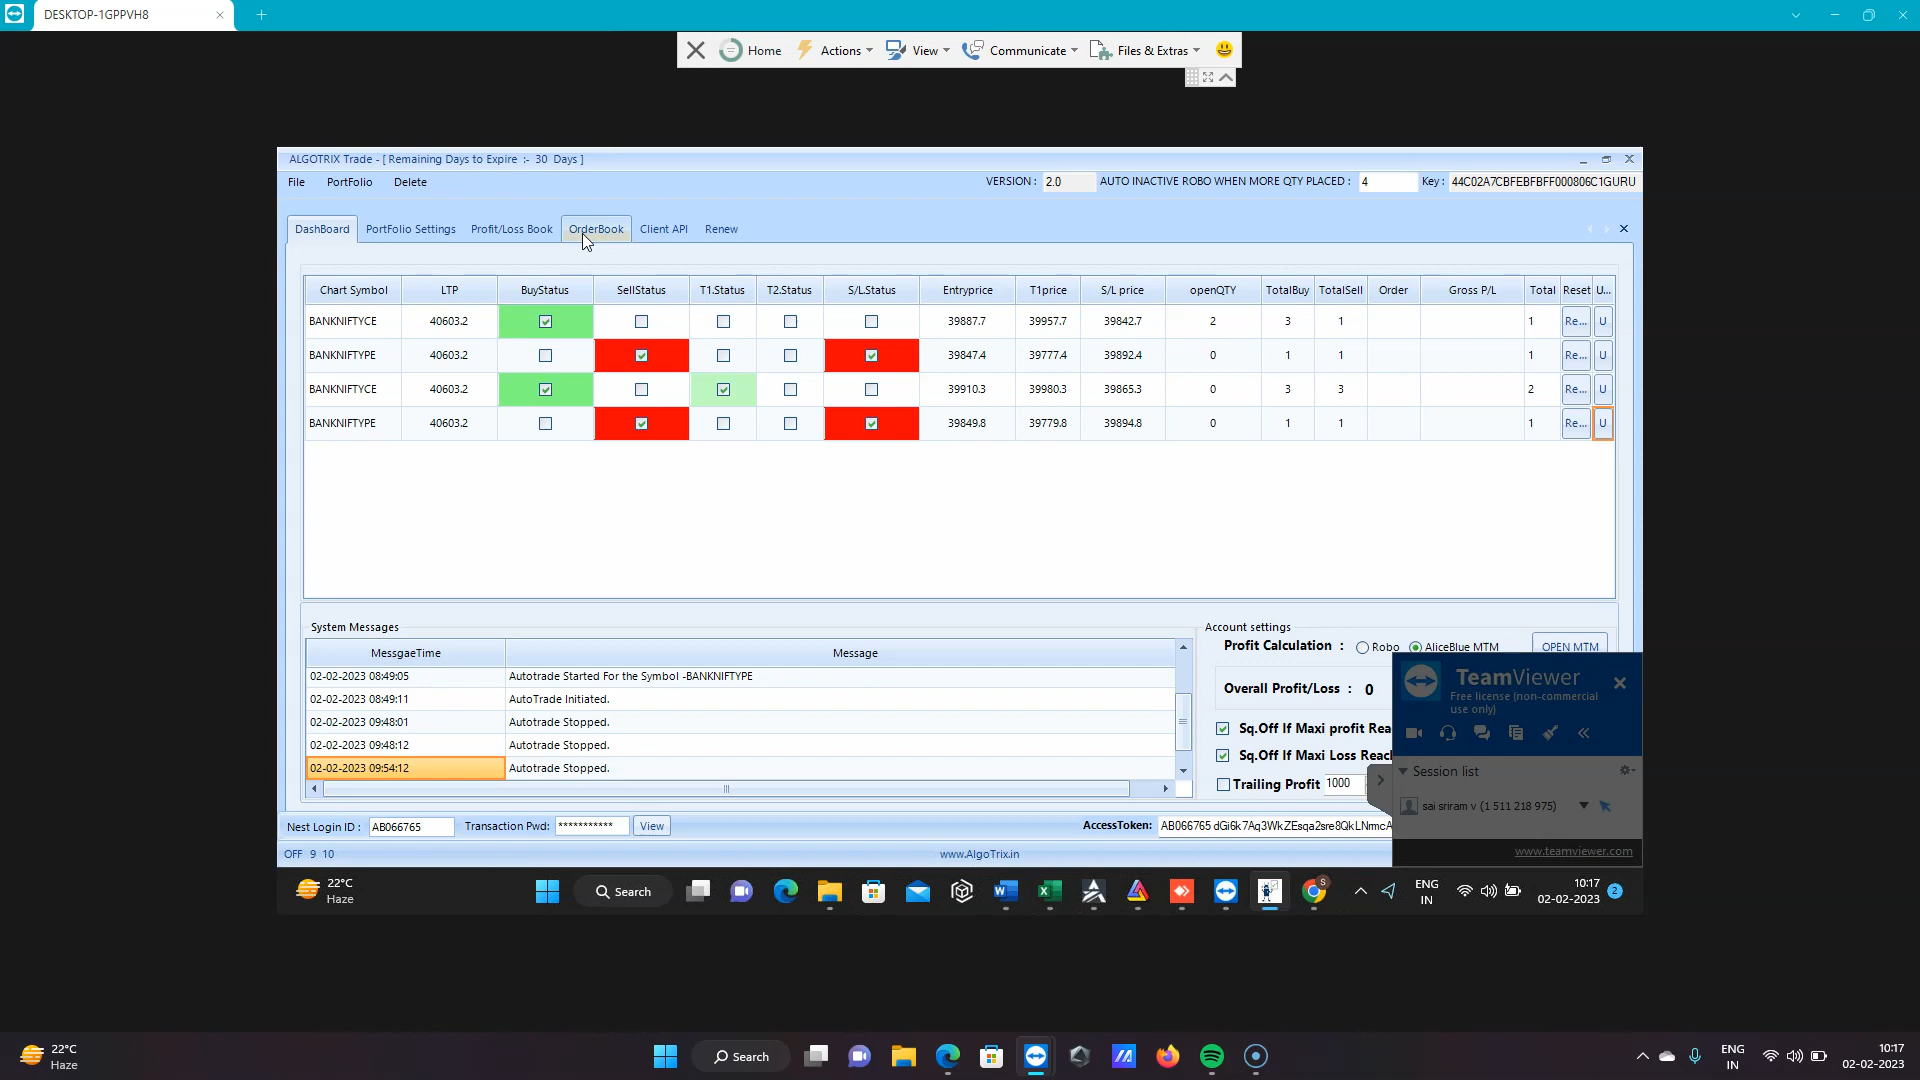 DESKTOP-1GPPVH8
Home Actions View Communicate Files & Extras
ALGOTRIX Trade - [ Remaining Days to Expire :- 30 Days ]
File PortFolio Delete VERSION : 2.0 AUTO INACTIVE ROBO WHEN MORE QTY PLACED : 4 Key : 44C02A7CBFEBFBFF000806C1GURU
DashBoard PortFolio Settings Profit/Loss Book OrderBook Client API Renew
Chart Symbol LTP BuyStatus SellStatus T1.Status T2.Status S/L.Status Entryprice T1price S/L price openQTY TotalBuy TotalSell Order Gross P/L Total Reset U...
BANKNIFTYCE 40603.2 39887.7 39957.7 39842.7 2 3 1 1 Re... U
BANKNIFTYPE 40603.2 39847.4 39777.4 39892.4 0 1 1 1 Re... U
BANKNIFTYCE 40603.2 39910.3 39980.3 39865.3 0 3 3 2 Re... U
BANKNIFTYPE 40603.2 39849.8 39779.8 39894.8 0 1 1 1 Re... U
System Messages
MessgaeTime Message
02-02-2023 08:49:05 Autotrade Started For the Symbol -BANKNIFTYPE
02-02-2023 08:49:11 AutoTrade Initiated.
02-02-2023 09:48:01 Autotrade Stopped.
02-02-2023 09:48:12 Autotrade Stopped.
02-02-2023 09:54:12 Autotrade Stopped.
Account settings
Profit Calculation : Robo AliceBlue MTM OPEN MTM
Overall Profit/Loss : 0
Sq.Off If Maxi profit Rea
Sq.Off If Maxi Loss Reach
Trailing Profit 1000
TeamViewer
Free license (non-commercial
use only)
Session list
sai sriram v (1 511 218 975)
www.teamviewer.com
Nest Login ID : AB066765 Transaction Pwd: *********** View AccessToken: AB066765 dGi6k7Aq3WkZEsqa2sre8QkLNmcA
OFF 9 10 www.AlgoTrix.in
22°C
Haze
Search
S
ENG
IN
10:17
02-02-2023
2
22°C
Haze
Search
ENG
IN
10:17
02-02-2023